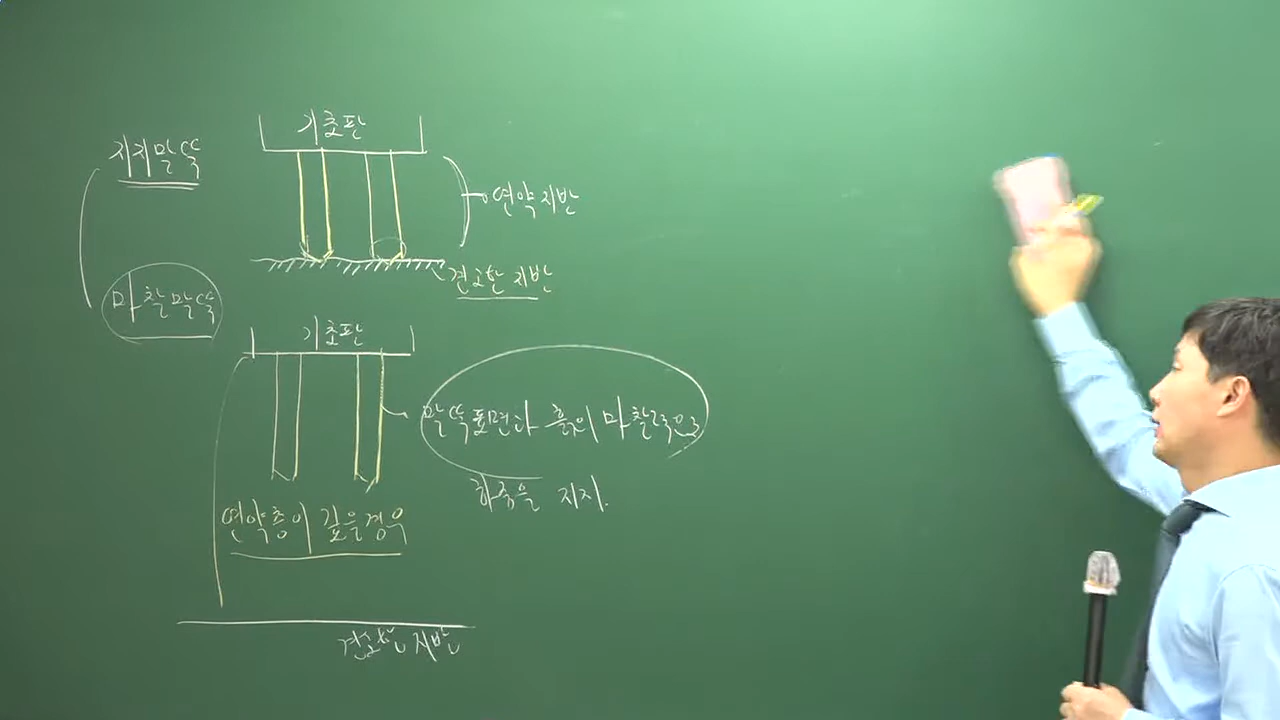 지지말뚝
기초판
연약지반
견고한 지반
마찰말뚝
기초판
말뚝표면과 흙의 마찰력으로
하중을 지지.
연약층이 깊을경우
견고한 지반